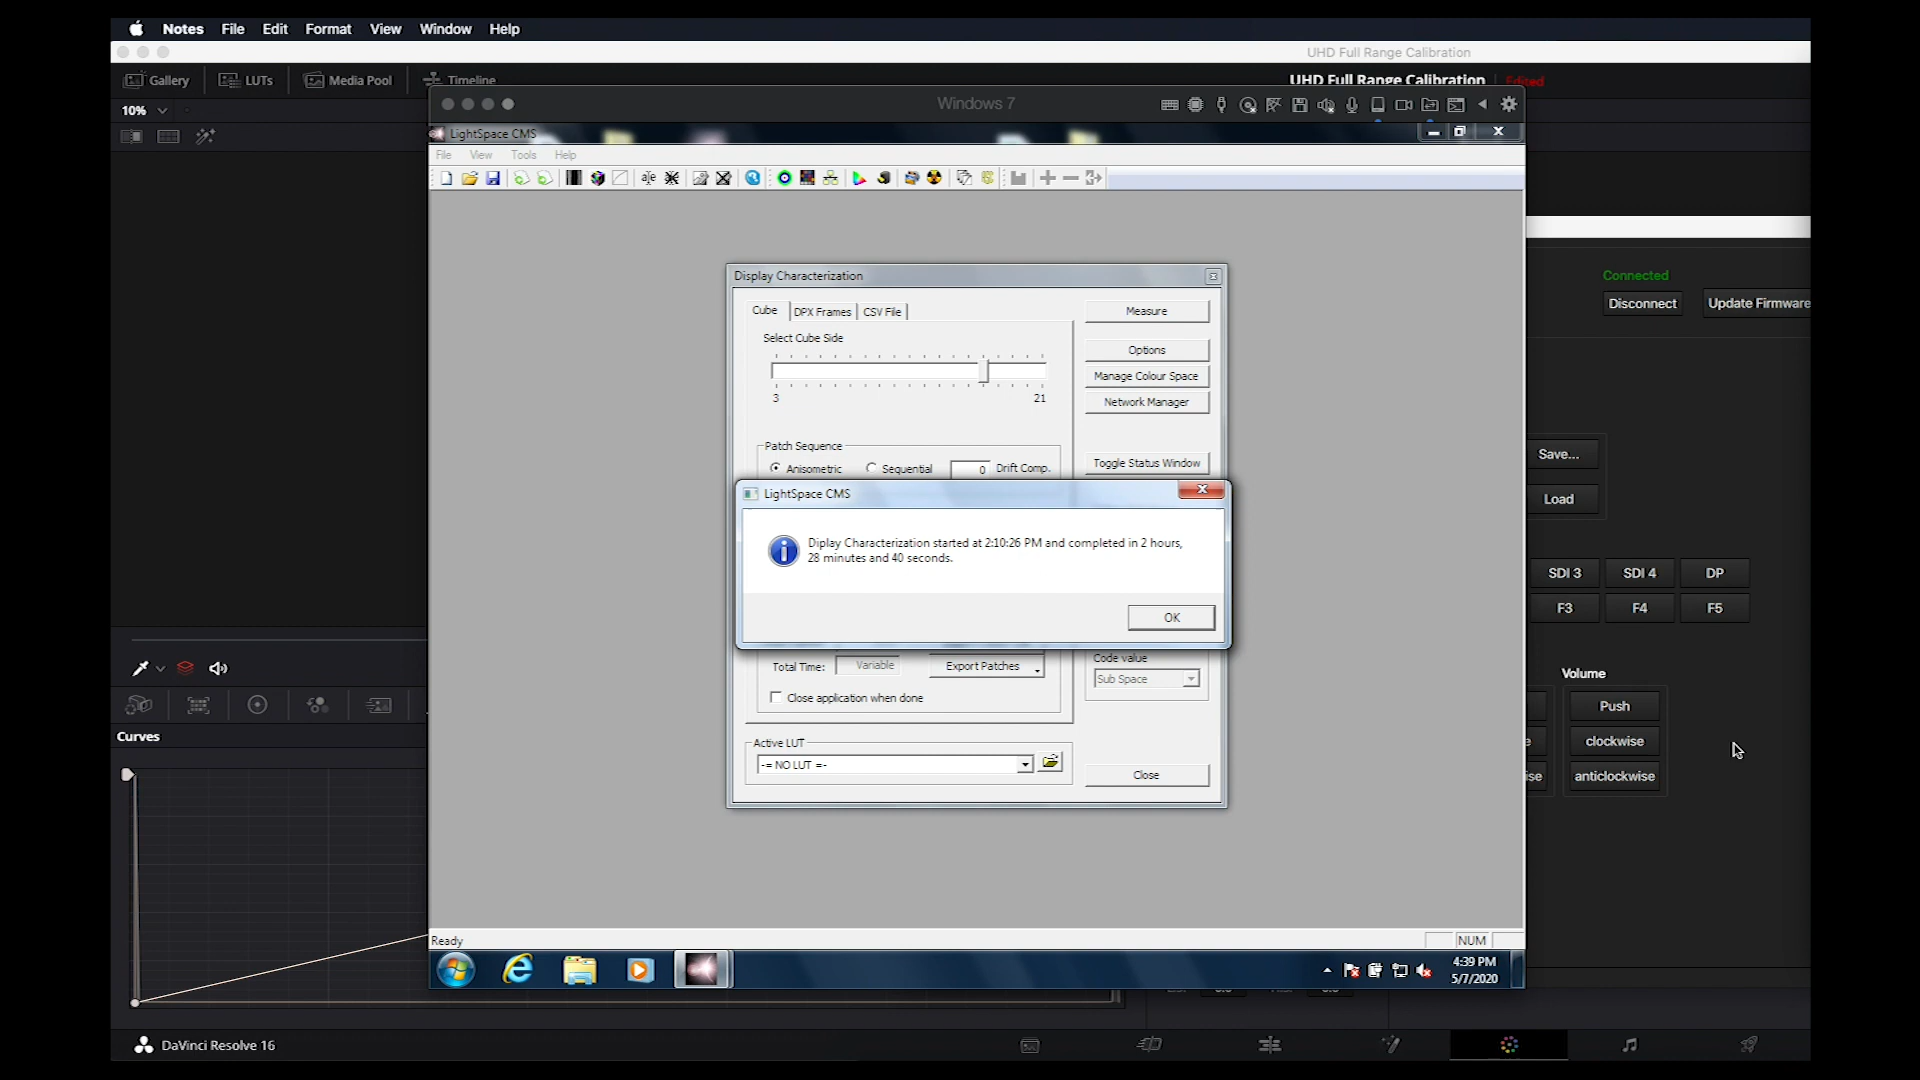 Notes File Edit Format View Window Help
UHD Full Range Calibration
Gallery LUTs Media Pool Timeline
UHD Full Range Calibration Edited
10%
Windows 7
LightSpace CMS
File View Tools Help
Display Characterization
Cube DPX Frames CSV File
Measure
Select Cube Side
3 21
Options
Manage Colour Space
Network Manager
Patch Sequence
Anisometric Sequential 0 Drift Comp.
Toggle Status Window
LightSpace CMS
Diplay Characterization started at 2:10:26 PM and completed in 2 hours,
28 minutes and 40 seconds.
OK
Total Time: Variable Export Patches
Close application when done
Code value
Sub Space
Active LUT
-= NO LUT =-
Close
Ready
NUM
4:39 PM
5/7/2020
Connected
Disconnect Update Firmware
Save...
Load
SDI 3 SDI 4 DP
F3 F4 F5
Volume
Push
clockwise
anticlockwise
Curves
DaVinci Resolve 16